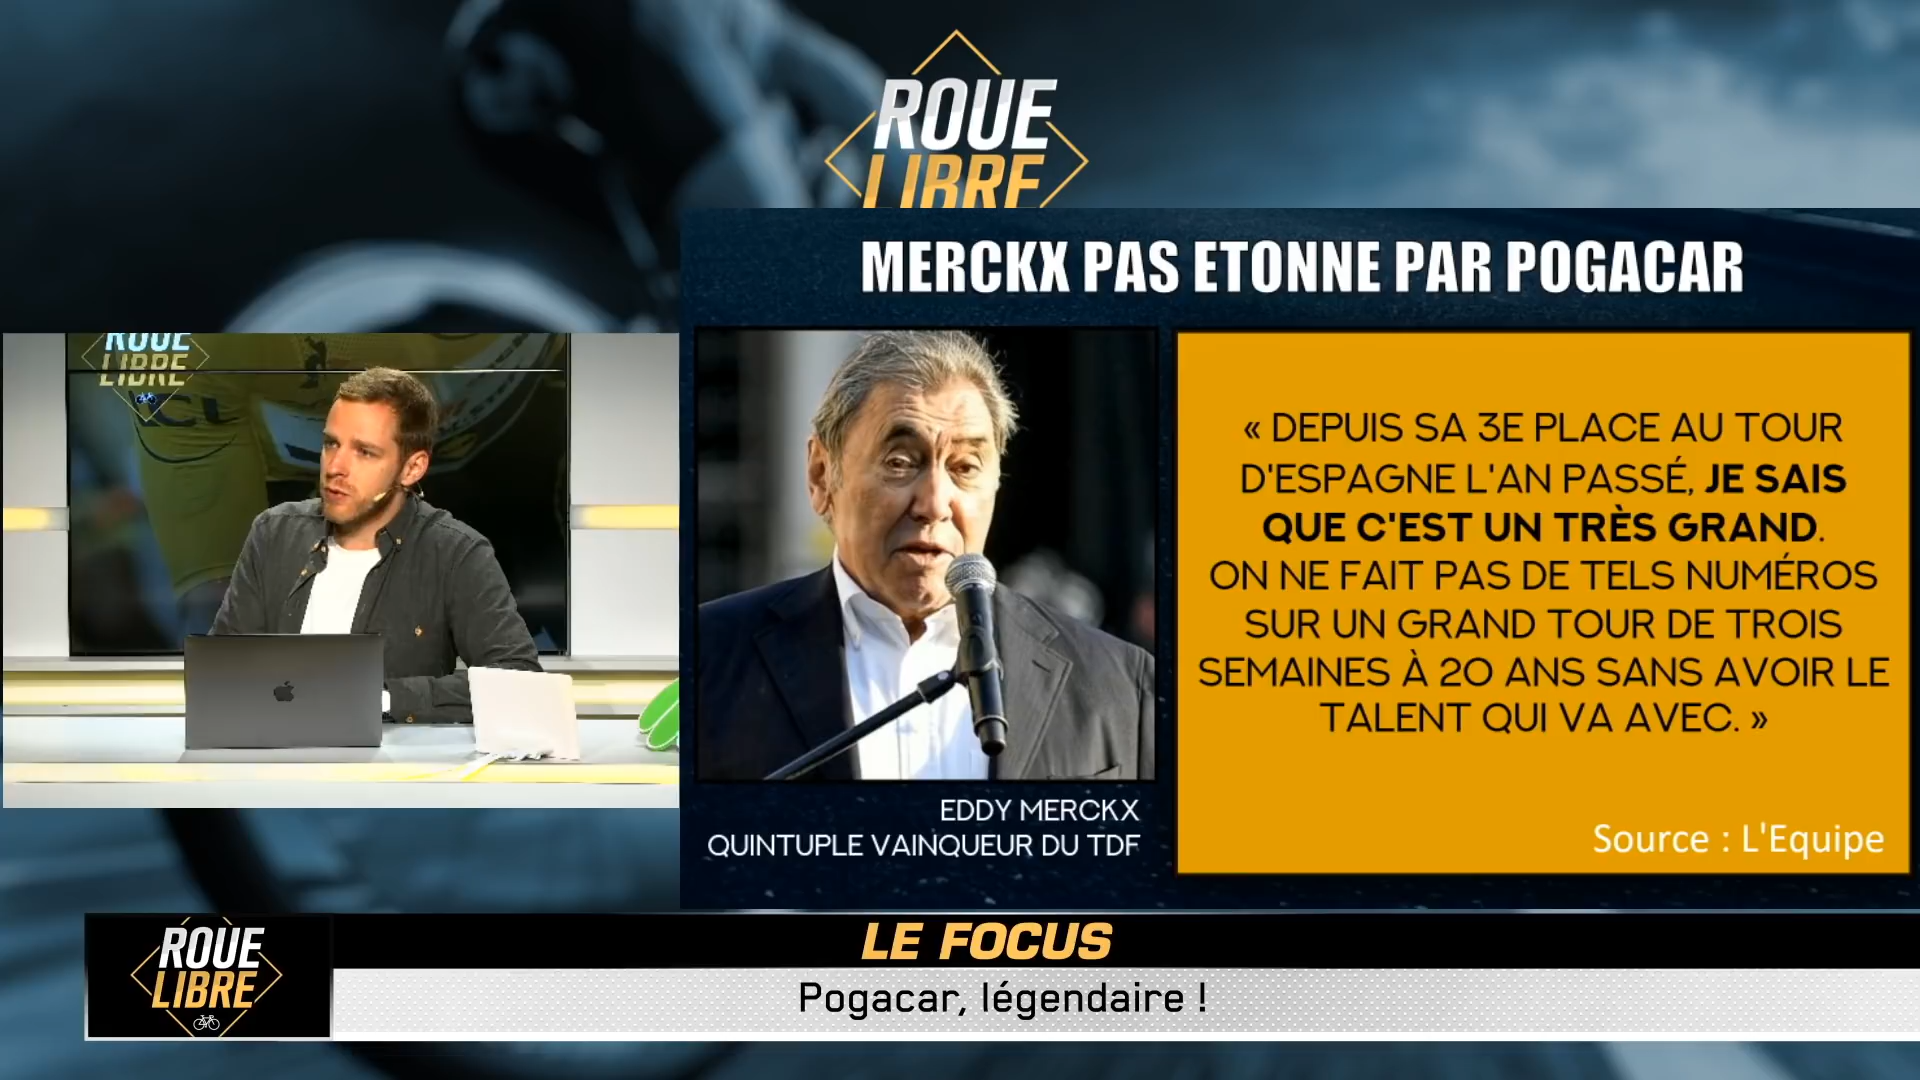 ROUE
LIBRE
MERCKX PAS ETONNE PAR POGACAR
ROUE
LIBRE
« DEPUIS SA 3E PLACE AU TOUR
D'ESPAGNE L'AN PASSÉ, JE SAIS
QUE C'EST UN TRÈS GRAND.
ON NE FAIT PAS DE TELS NUMÉROS
SUR UN GRAND TOUR DE TROIS
SEMAINES À 20 ANS SANS AVOIR LE
TALENT QUI VA AVEC. »
EDDY MERCKX
QUINTUPLE VAINQUEUR DU TDF
Source : L'Equipe
LE FOCUS
ROUE
LIBRE
Pogacar, légendaire !